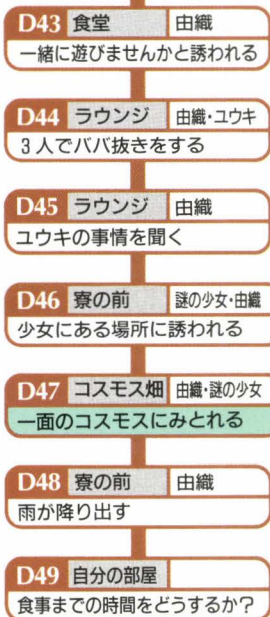 D43 食堂 由織
一緒に遊びませんかと誘われる
D44 ラウンジ 由織・ユウキ
3人でババ抜きをする
D45 ラウンジ 由織
ユウキの事情を聞く
D46 寮の前 謎の少女・由織
少女にある場所に誘われる
D47 コスモス畑 由織・謎の少女
一面のコスモスにみとれる
D48 寮の前 由織
雨が降り出す
D49 自分の部屋
食事までの時間をどうするか?